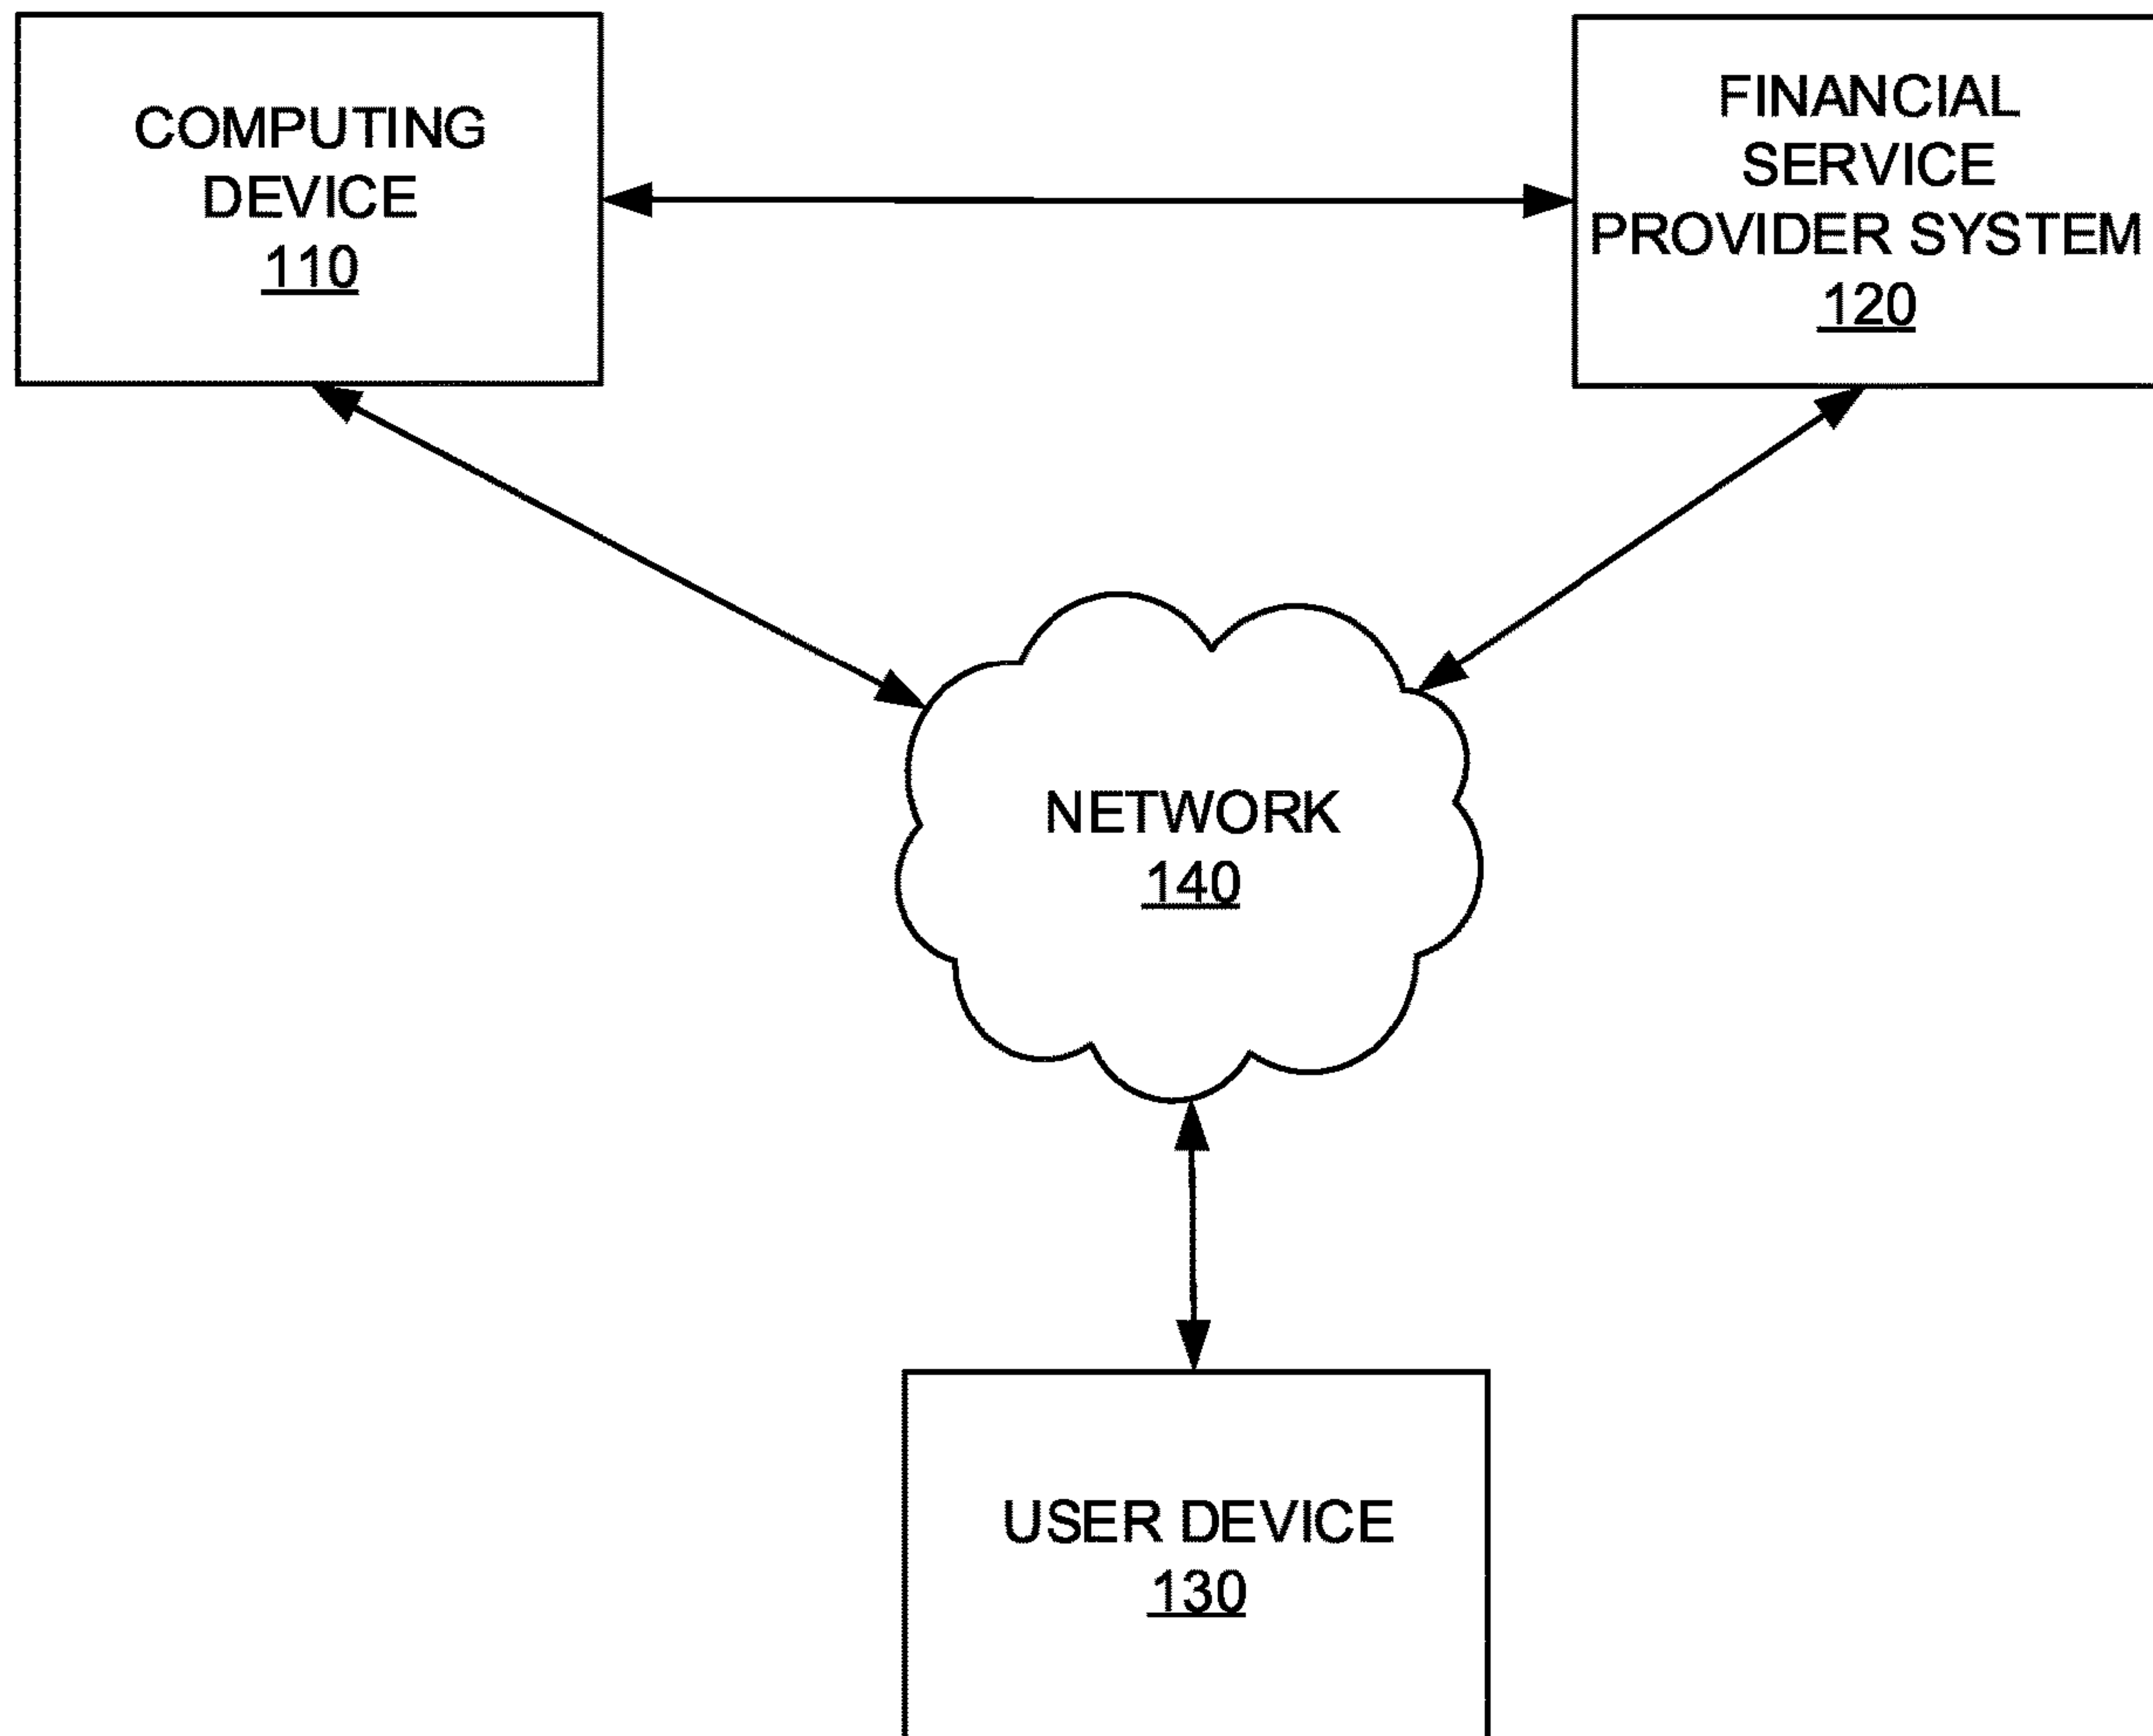 COMPUTING
DEVICE
110
FINANCIAL
SERVICE
PROVIDER SYSTEM
120
NETWORK
140
USER DEVICE
130